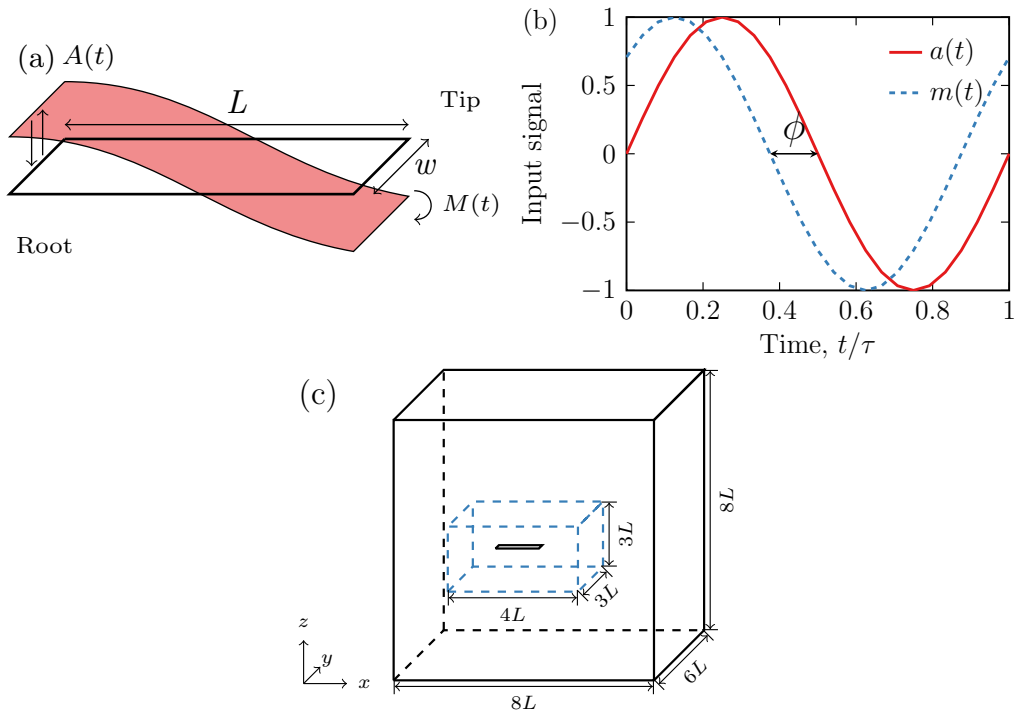 (a) A(t)
L
Tip
w
M(t)
Root
(b)
1
0.5
0
−0.5
−1
0 0.2 0.4 0.6 0.8 1
Input signal
Time, t/τ
a(t)
m(t)
ϕ
(c)
8L
3L
3L
4L
6L
8L
z
y
x